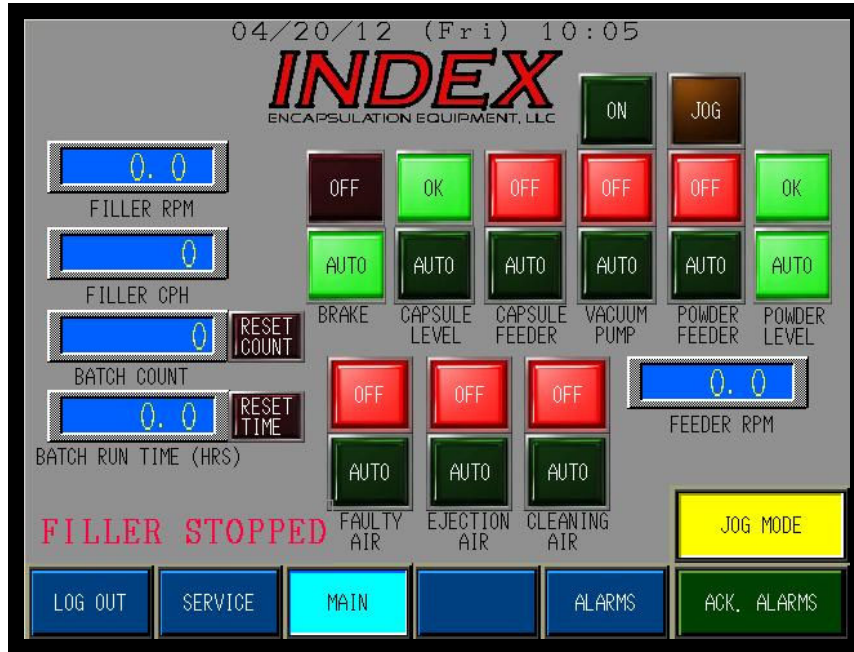 04/20/12 (Fri) 10:05
INDEX
ENCAPSULATION EQUIPMENT, LLC
ON JOG
0.0
FILLER RPM
OFF OK OFF OFF OFF OK
0
FILLER CPH
AUTO AUTO AUTO AUTO AUTO AUTO
BRAKE CAPSULE CAPSULE VACUUM POWDER POWDER
LEVEL FEEDER PUMP FEEDER LEVEL
0 RESET
COUNT
BATCH COUNT
0.0 RESET
TIME
BATCH RUN TIME (HRS)
OFF OFF OFF
0.0
FEEDER RPM
AUTO AUTO AUTO
FAULTY EJECTION CLEANING
AIR AIR AIR
FILLER STOPPED
JOG MODE
LOG OUT SERVICE MAIN ALARMS ACK. ALARMS